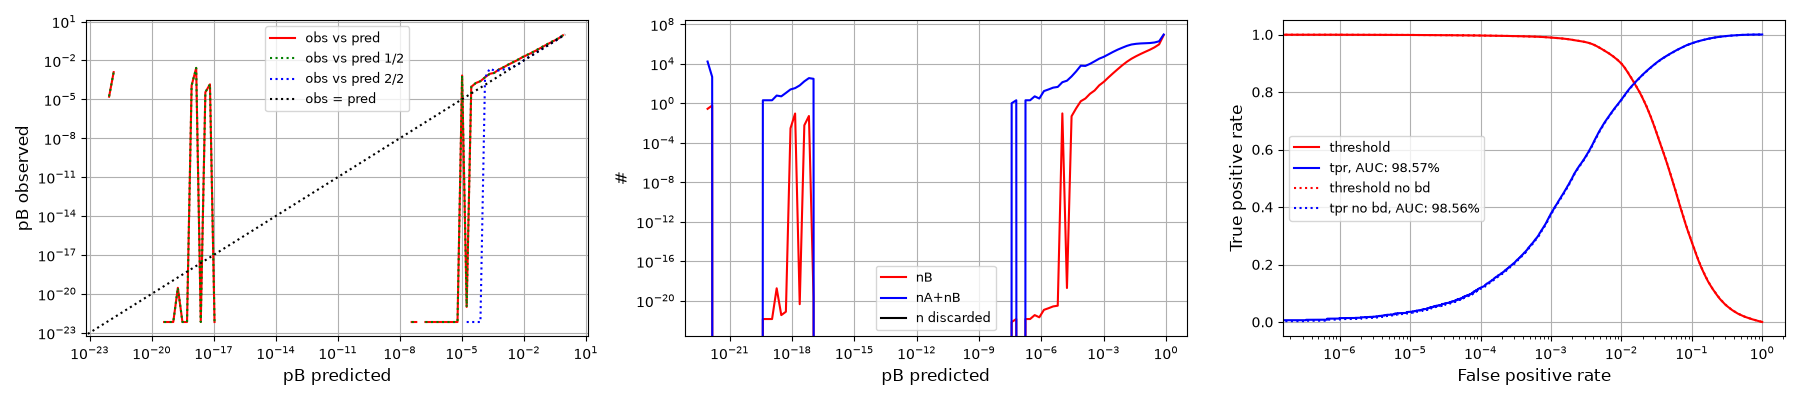 10^1
10^-2
10^-5
10^-8
10^-11
10^-14
10^-17
10^-20
10^-23
pB observed
obs vs pred
obs vs pred 1/2
obs vs pred 2/2
obs = pred
10^-23 10^-20 10^-17 10^-14 10^-11 10^-8 10^-5 10^-2 10^1
pB predicted
10^8
10^4
10^0
10^-4
10^-8
10^-12
10^-16
10^-20
#
nB
nA+nB
n discarded
10^-21 10^-18 10^-15 10^-12 10^-9 10^-6 10^-3 10^0
pB predicted
1.0
0.8
0.6
0.4
0.2
0.0
True positive rate
threshold
tpr, AUC: 98.57%
threshold no bd
tpr no bd, AUC: 98.56%
10^-6 10^-5 10^-4 10^-3 10^-2 10^-1 10^0
False positive rate